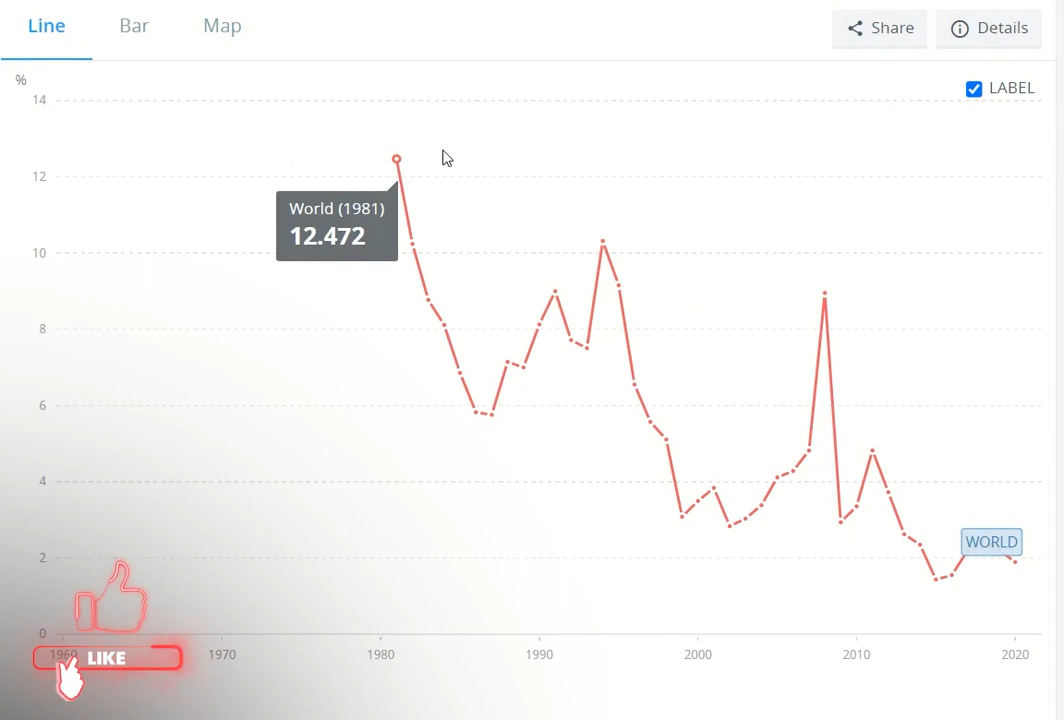 Line Bar Map
Share Details
%
LABEL
14
12
World (1981)
12.472
10
8
6
4
WORLD
2
0
1960 1970 1980 1990 2000 2010 2020
LIKE